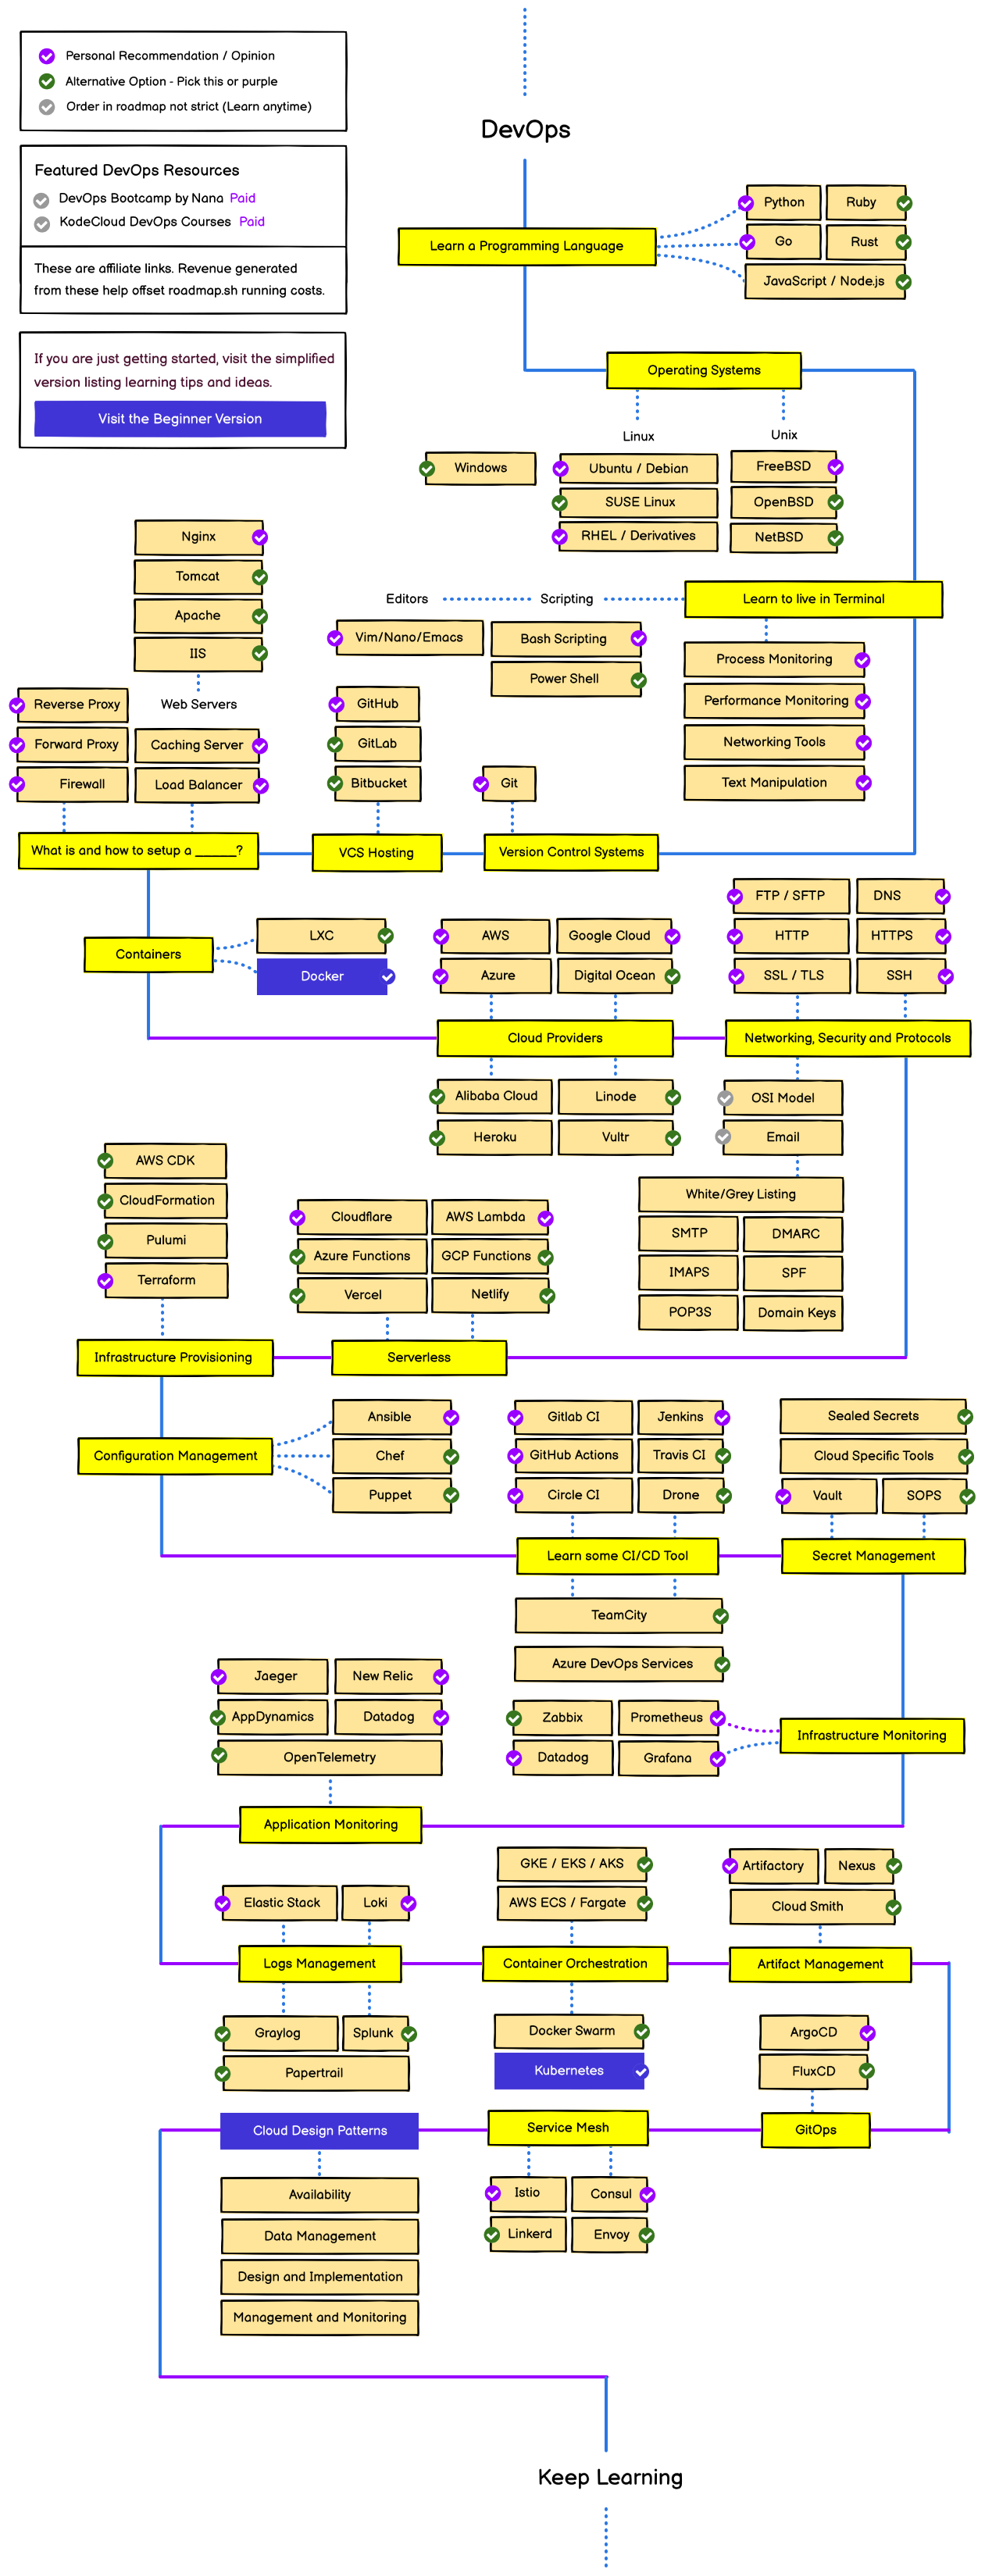 Personal Recommendation / Opinion
Alternative Option - Pick this or purple
Order in roadmap not strict (Learn anytime)
Featured DevOps Resources
DevOps Bootcamp by Nana Paid
KodeCloud DevOps Courses Paid
These are affiliate links. Revenue generated
from these help offset roadmap.sh running costs.
If you are just getting started, visit the simplified
version listing learning tips and ideas.
Visit the Beginner Version
DevOps
Learn a Programming Language
Python
Ruby
Go
Rust
JavaScript / Node.js
Operating Systems
Linux
Unix
Windows
Ubuntu / Debian
SUSE Linux
RHEL / Derivatives
FreeBSD
OpenBSD
NetBSD
Learn to live in Terminal
Scripting
Editors
Vim/Nano/Emacs
Bash Scripting
Power Shell
Process Monitoring
Performance Monitoring
Networking Tools
Text Manipulation
Version Control Systems
Git
VCS Hosting
GitHub
GitLab
Bitbucket
What is and how to setup a ______?
Nginx
Tomcat
Apache
IIS
Web Servers
Reverse Proxy
Forward Proxy
Firewall
Caching Server
Load Balancer
Containers
LXC
Docker
Cloud Providers
AWS
Google Cloud
Azure
Digital Ocean
Alibaba Cloud
Linode
Heroku
Vultr
Networking, Security and Protocols
FTP / SFTP
DNS
HTTP
HTTPS
SSL / TLS
SSH
OSI Model
Email
White/Grey Listing
SMTP
DMARC
IMAPS
SPF
POP3S
Domain Keys
Serverless
Cloudflare
AWS Lambda
Azure Functions
GCP Functions
Vercel
Netlify
Infrastructure Provisioning
AWS CDK
CloudFormation
Pulumi
Terraform
Configuration Management
Ansible
Chef
Puppet
Learn some CI/CD Tool
Gitlab CI
Jenkins
GitHub Actions
Travis CI
Circle CI
Drone
TeamCity
Azure DevOps Services
Secret Management
Sealed Secrets
Cloud Specific Tools
Vault
SOPS
Infrastructure Monitoring
Zabbix
Prometheus
Datadog
Grafana
Application Monitoring
Jaeger
New Relic
AppDynamics
Datadog
OpenTelemetry
Logs Management
Elastic Stack
Loki
Graylog
Splunk
Papertrail
Container Orchestration
GKE / EKS / AKS
AWS ECS / Fargate
Docker Swarm
Kubernetes
Artifact Management
Artifactory
Nexus
Cloud Smith
GitOps
ArgoCD
FluxCD
Service Mesh
Istio
Consul
Linkerd
Envoy
Cloud Design Patterns
Availability
Data Management
Design and Implementation
Management and Monitoring
Keep Learning